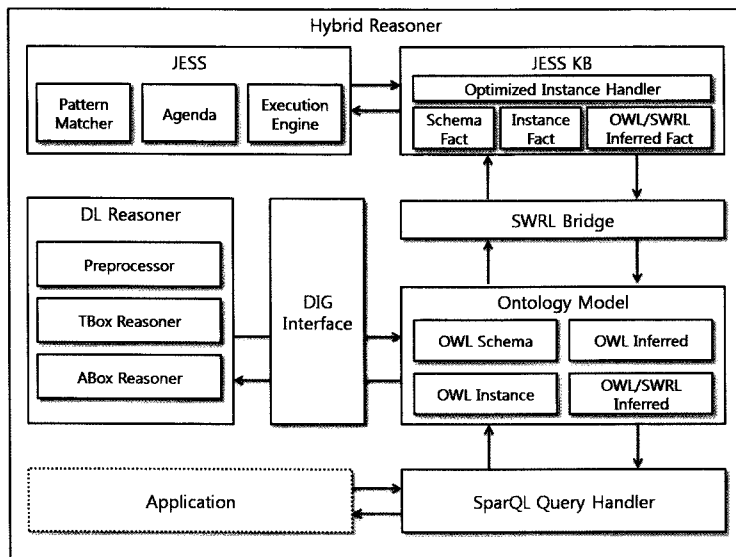 Hybrid Reasoner
JESS
Pattern
Matcher
Agenda
Execution
Engine
JESS KB
Optimized Instance Handler
Schema
Fact
Instance
Fact
OWL/SWRL
Inferred Fact
DL Reasoner
Preprocessor
TBox Reasoner
ABox Reasoner
DIG
Interface
SWRL Bridge
Ontology Model
OWL Schema
OWL Inferred
OWL Instance
OWL/SWRL
Inferred
Application
SparQL Query Handler